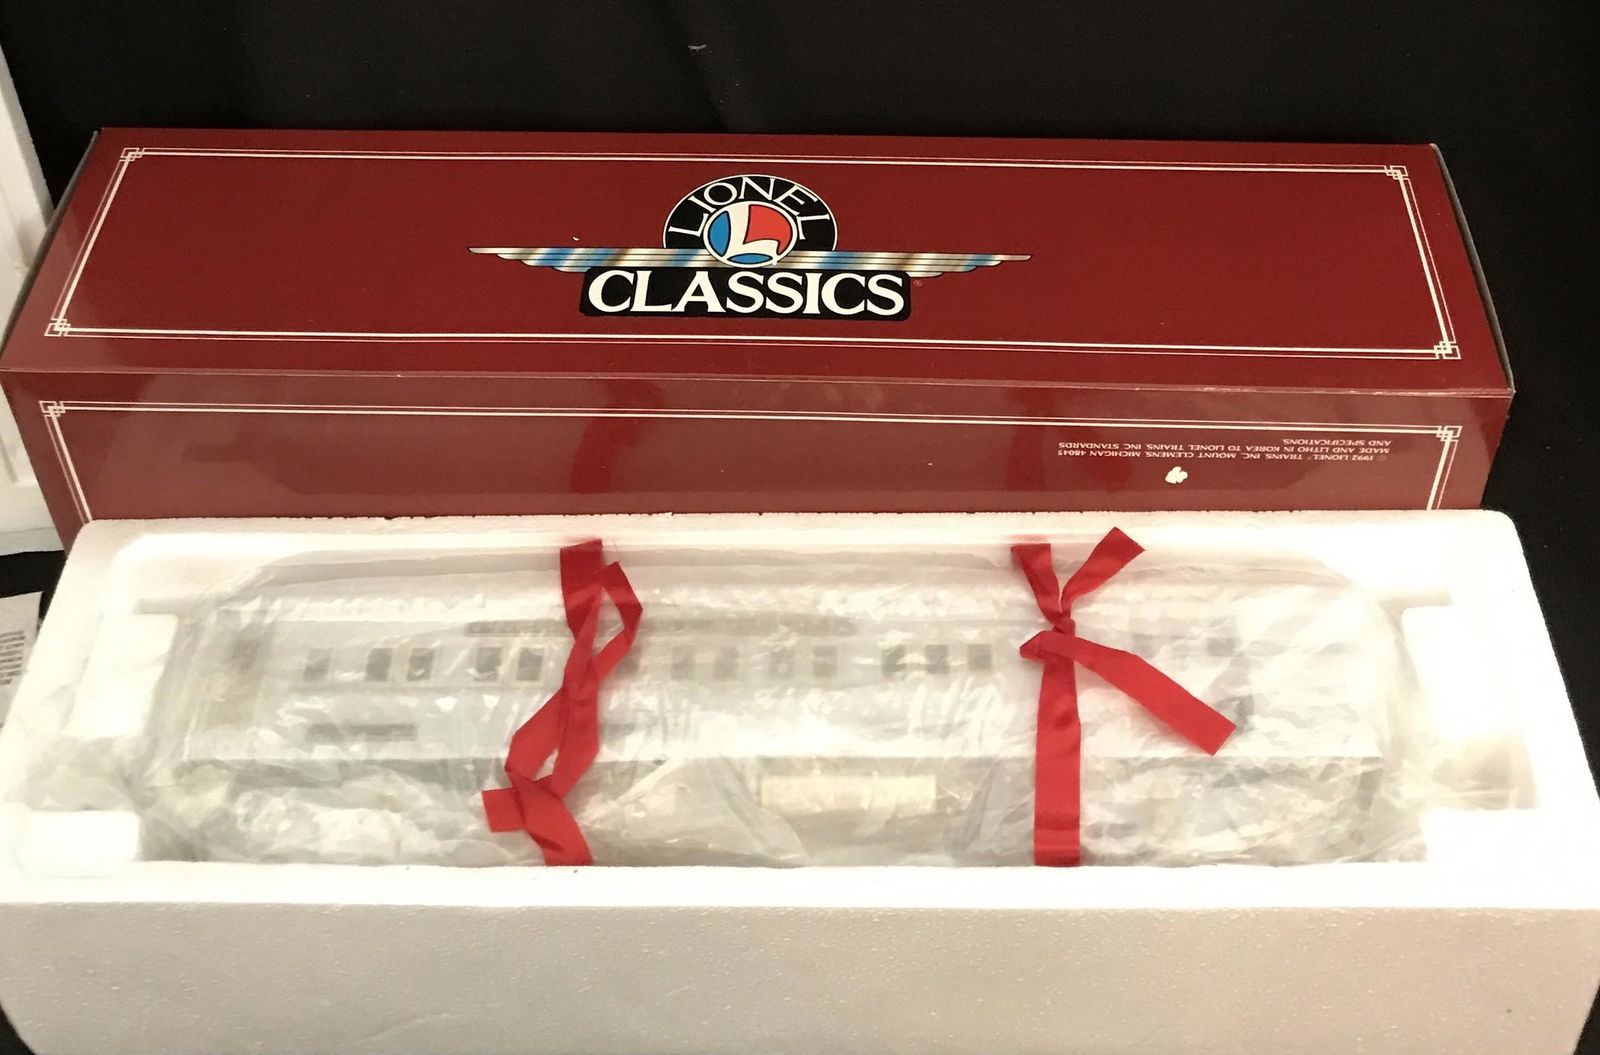 LIONEL
L
CLASSICS®
© 1992 LIONEL® TRAINS, INC. MOUNT CLEMENS, MICHIGAN 48045
MADE AND LITHO IN KOREA TO LIONEL TRAINS, INC. STANDARDS
AND SPECIFICATIONS.